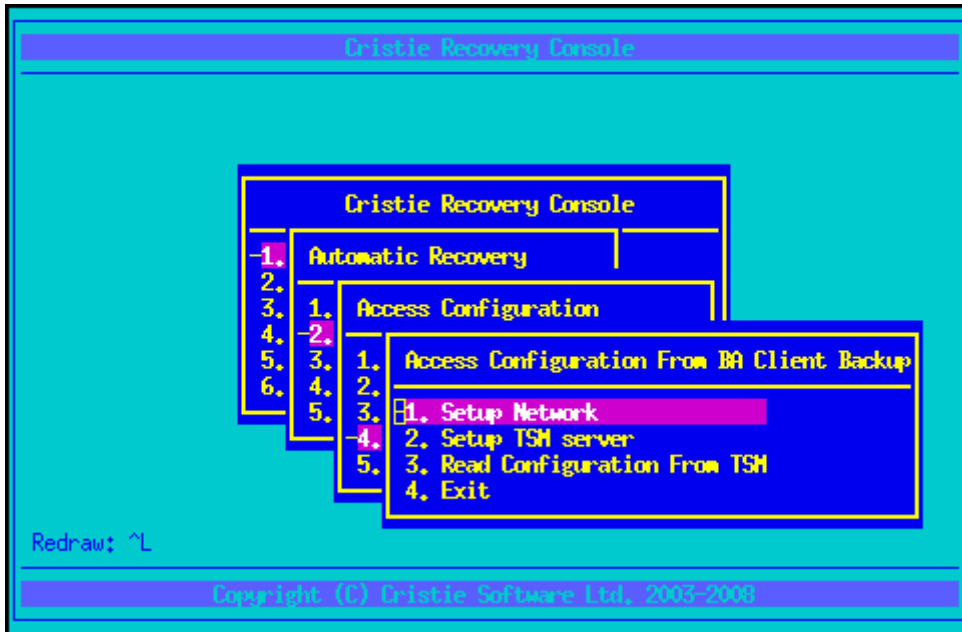 Cristie Recovery Console
Cristie Recovery Console
1.
2.
3.
4.
5.
6.
Automatic Recovery
1.
2.
3.
4.
5.
Access Configuration
1.
2.
3.
4.
5.
Access Configuration From BA Client Backup
1. Setup Network
2. Setup TSM server
3. Read Configuration From TSM
4. Exit
Redraw: ^L
Copyright (C) Cristie Software Ltd. 2003-2008